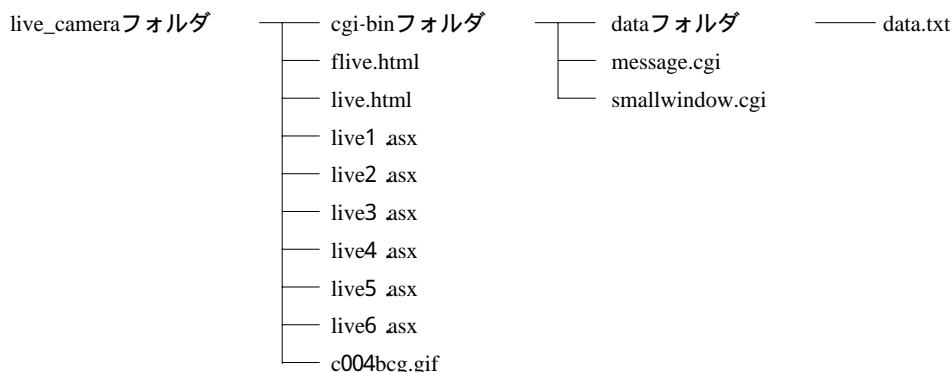 live_cameraフォルダ cgi-binフォルダ dataフォルダ data.txt
flive.html message.cgi
live.html smallwindow.cgi
live1 .asx
live2 .asx
live3 .asx
live4 .asx
live5 .asx
live6 .asx
c004bcg.gif